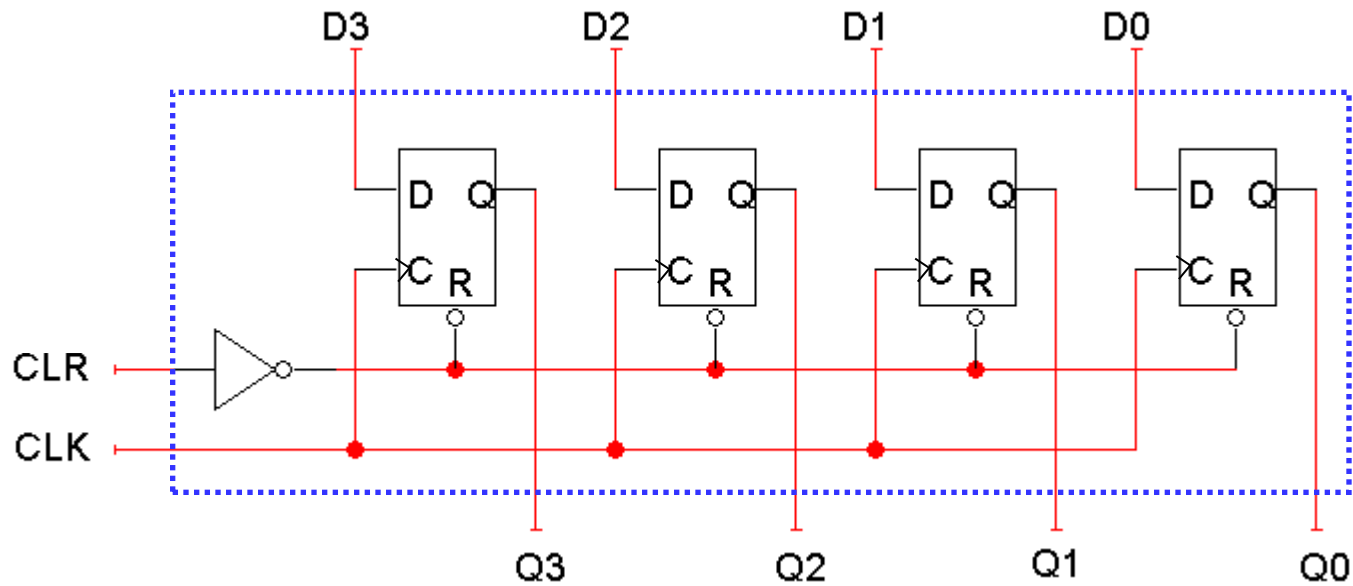 D3 D2 D1 D0
D Q D Q D Q D Q
C R C R C R C R
CLR
CLK
Q3 Q2 Q1 Q0